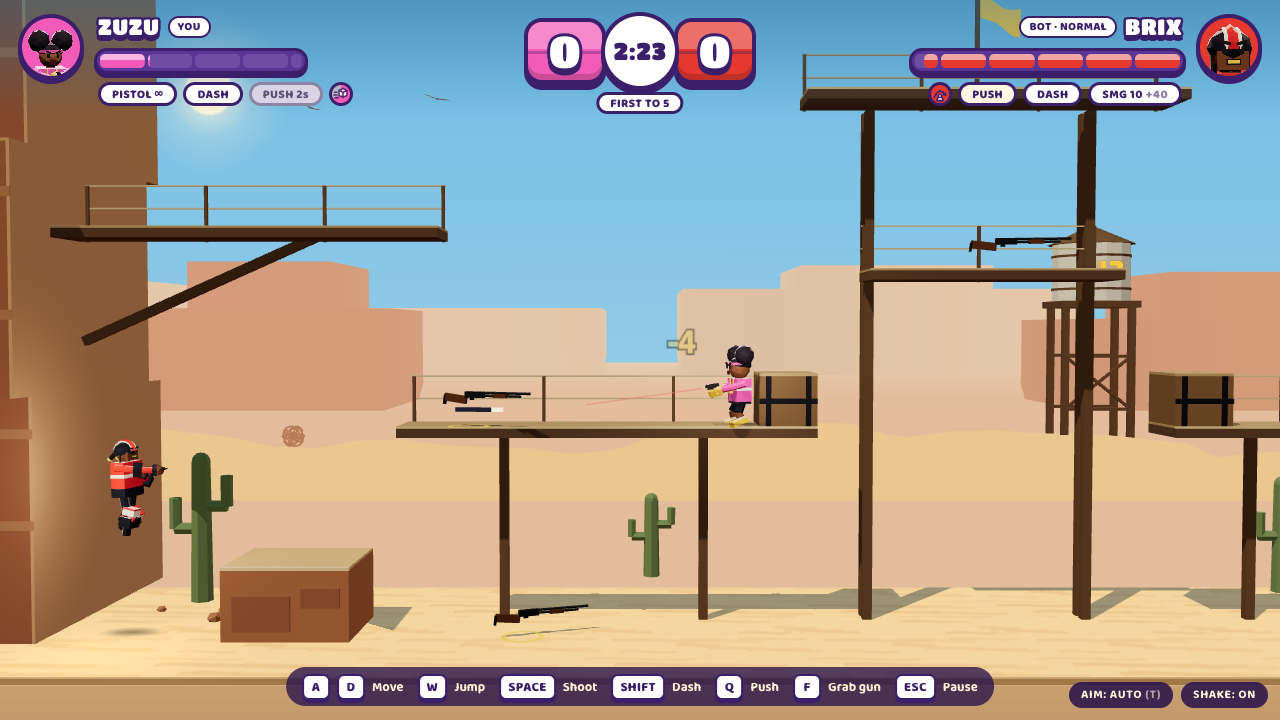 ZUZU YOU
PISTOL ∞ DASH PUSH 2s
0 2:23 0
FIRST TO 5
BOT · NORMAL BRIX
PUSH DASH SMG 10 +40
-4
A D Move W Jump SPACE Shoot SHIFT Dash Q Push F Grab gun ESC Pause
AIM: AUTO (T) SHAKE: ON